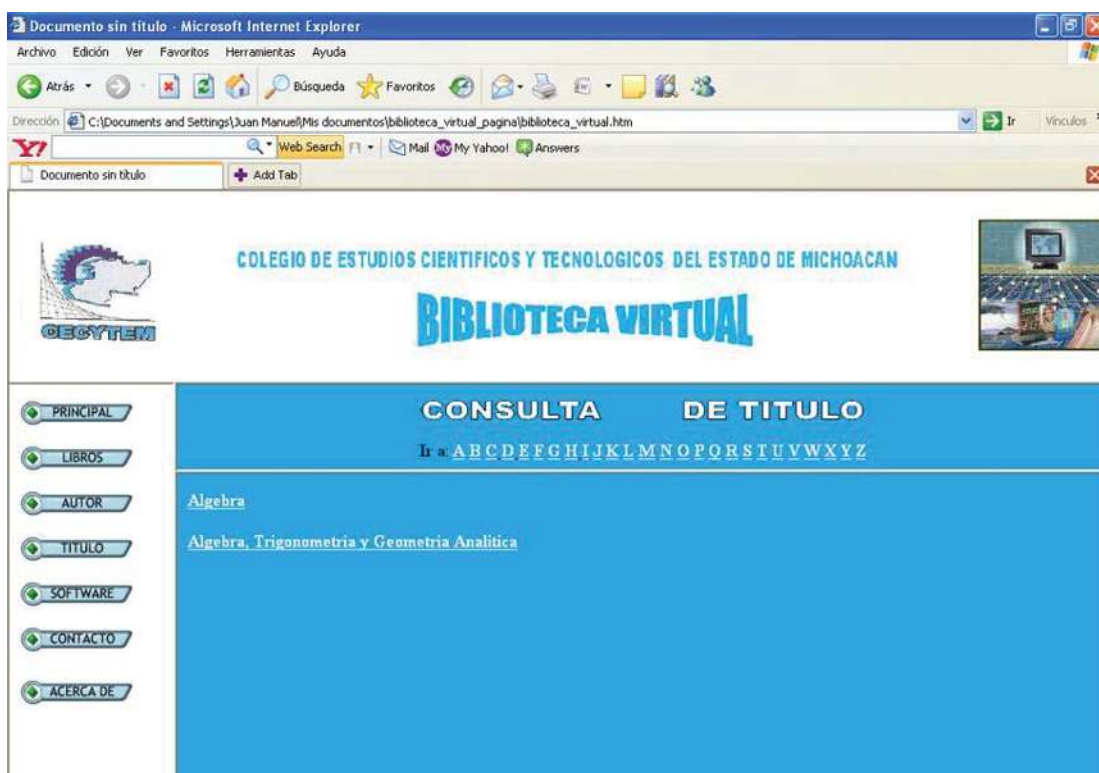 Documento sin título - Microsoft Internet Explorer
Archivo Edición Ver Favoritos Herramientas Ayuda
Atrás Búsqueda Favoritos
Dirección C:\Documents and Settings\Juan Manuel\Mis documentos\biblioteca_virtual_pagina\biblioteca_virtual.htm Ir Vínculos
Y! Web Search Mail My Yahoo! Answers
Documento sin título Add Tab
COLEGIO DE ESTUDIOS CIENTIFICOS Y TECNOLOGICOS DEL ESTADO DE MICHOACAN
BIBLIOTECA VIRTUAL
CECYTEM
PRINCIPAL
LIBROS
AUTOR
TITULO
SOFTWARE
CONTACTO
ACERCA DE
CONSULTA DE TITULO
Ir a: A B C D E F G H I J K L M N O P Q R S T U V W X Y Z
Algebra
Algebra, Trigonometria y Geometria Analitica